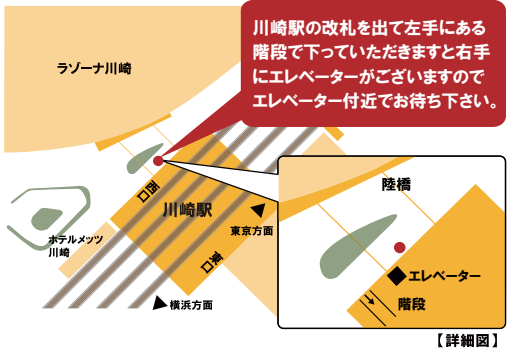 川崎駅の改札を出て左手にある
階段で下っていただきますと右手
にエレベーターがございますので
エレベーター付近でお待ち下さい。
ラゾーナ川崎
西口
川崎駅
陸橋
東京方面
ホテルメッツ
川崎
東口
エレベーター
階段
横浜方面
【詳細図】